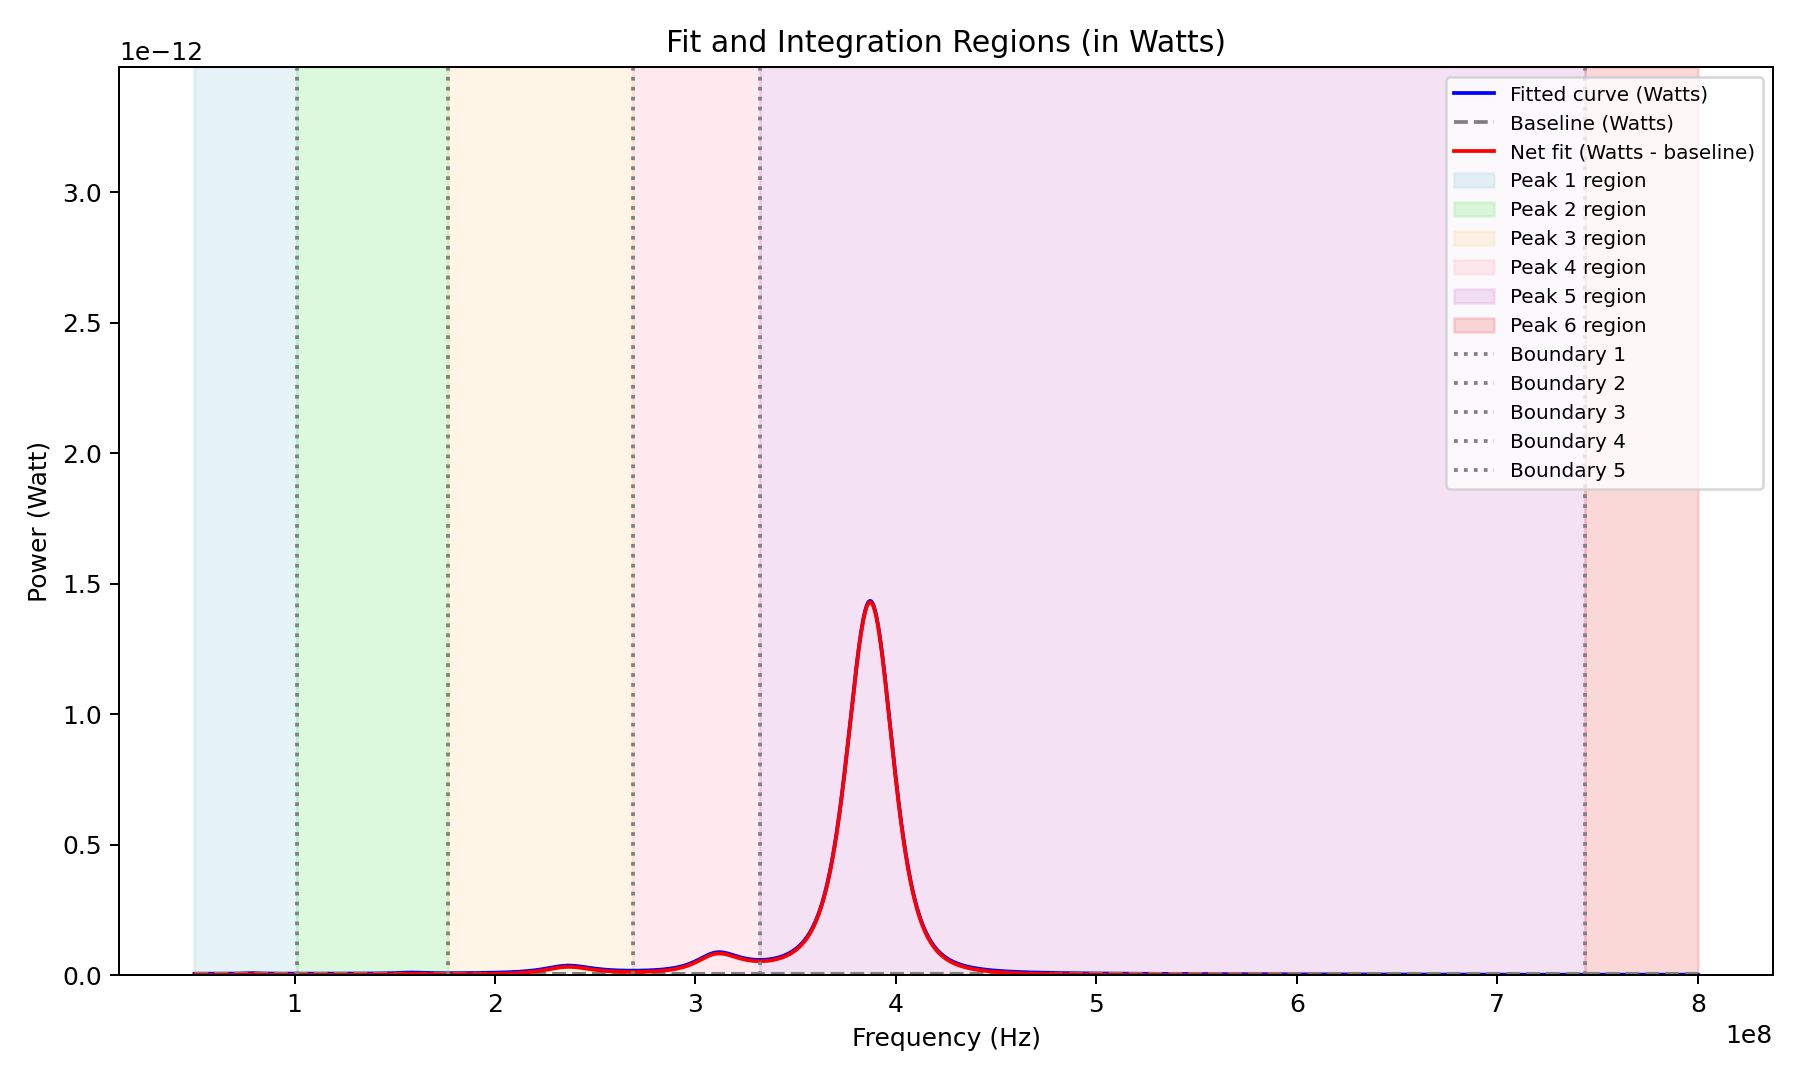 Fit and Integration Regions (in Watts)
1e−12
Power (Watt)
3.0
2.5
2.0
1.5
1.0
0.5
0.0
1 2 3 4 5 6 7 8
1e8
Frequency (Hz)
Fitted curve (Watts)
Baseline (Watts)
Net fit (Watts - baseline)
Peak 1 region
Peak 2 region
Peak 3 region
Peak 4 region
Peak 5 region
Peak 6 region
Boundary 1
Boundary 2
Boundary 3
Boundary 4
Boundary 5